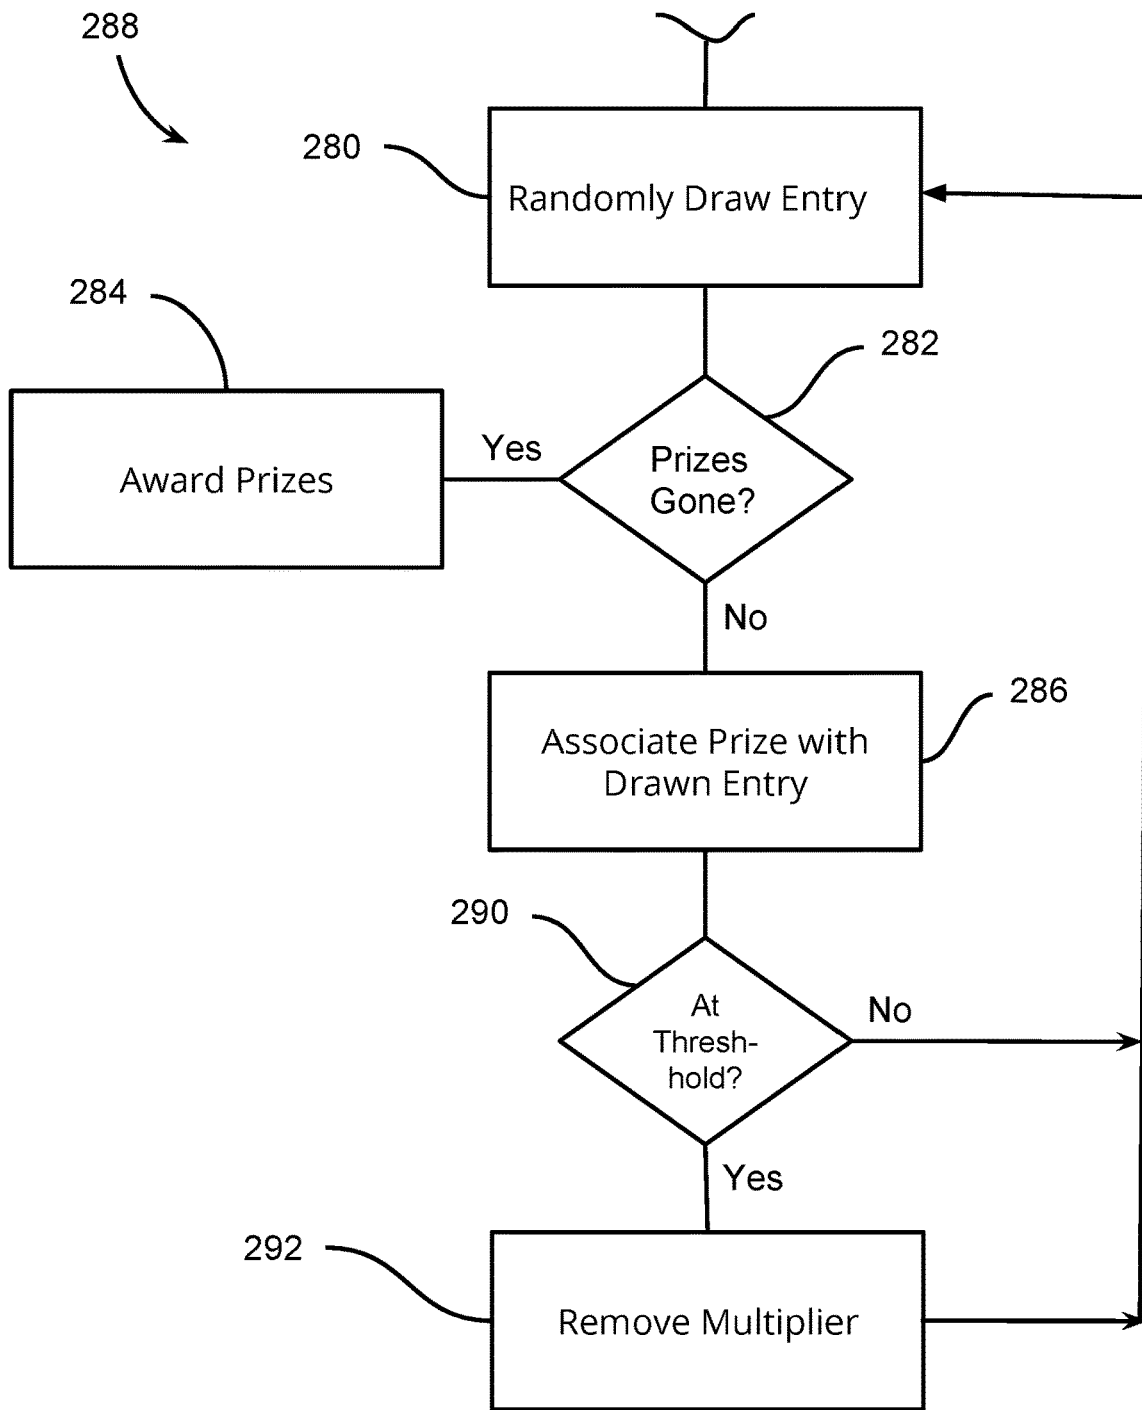 288
280
Randomly Draw Entry
284
282
Yes
Prizes
Gone?
Award Prizes
No
286
Associate Prize with
Drawn Entry
290
At
Thresh-
hold?
No
Yes
292
Remove Multiplier